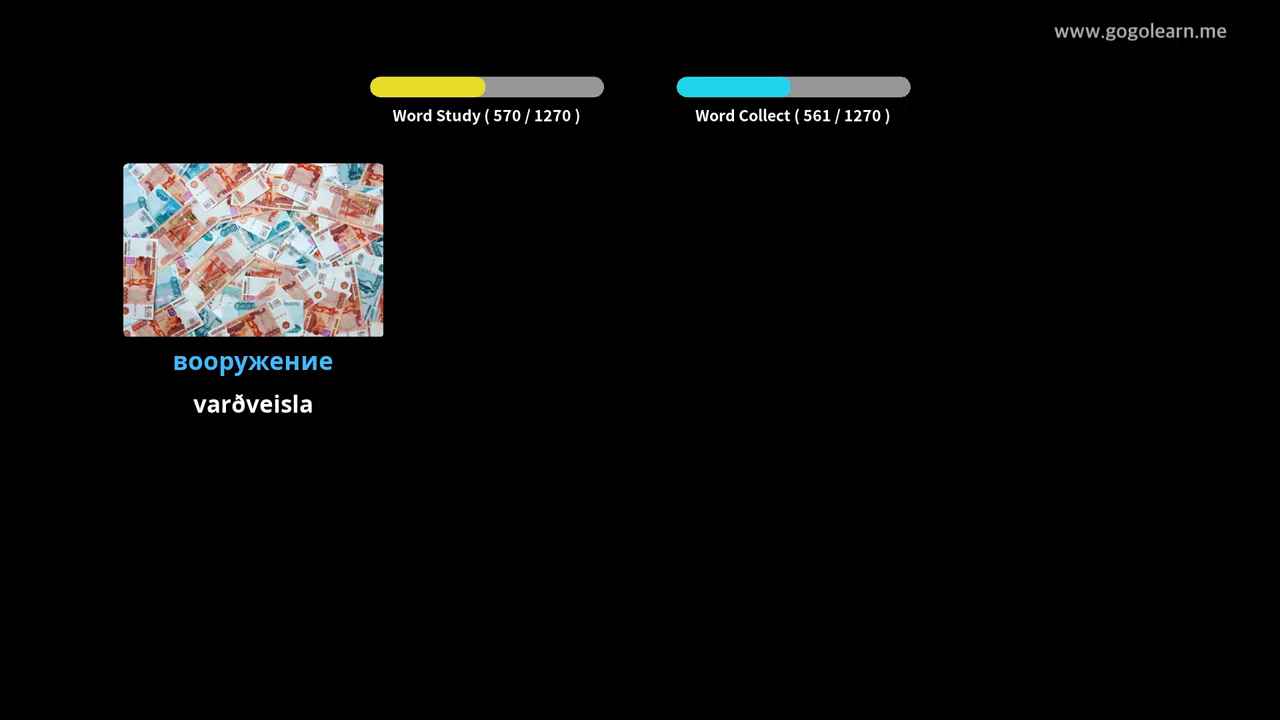 www.gogolearn.me
Word Study ( 570 / 1270 )
Word Collect ( 561 / 1270 )
вооружение
varðveisla